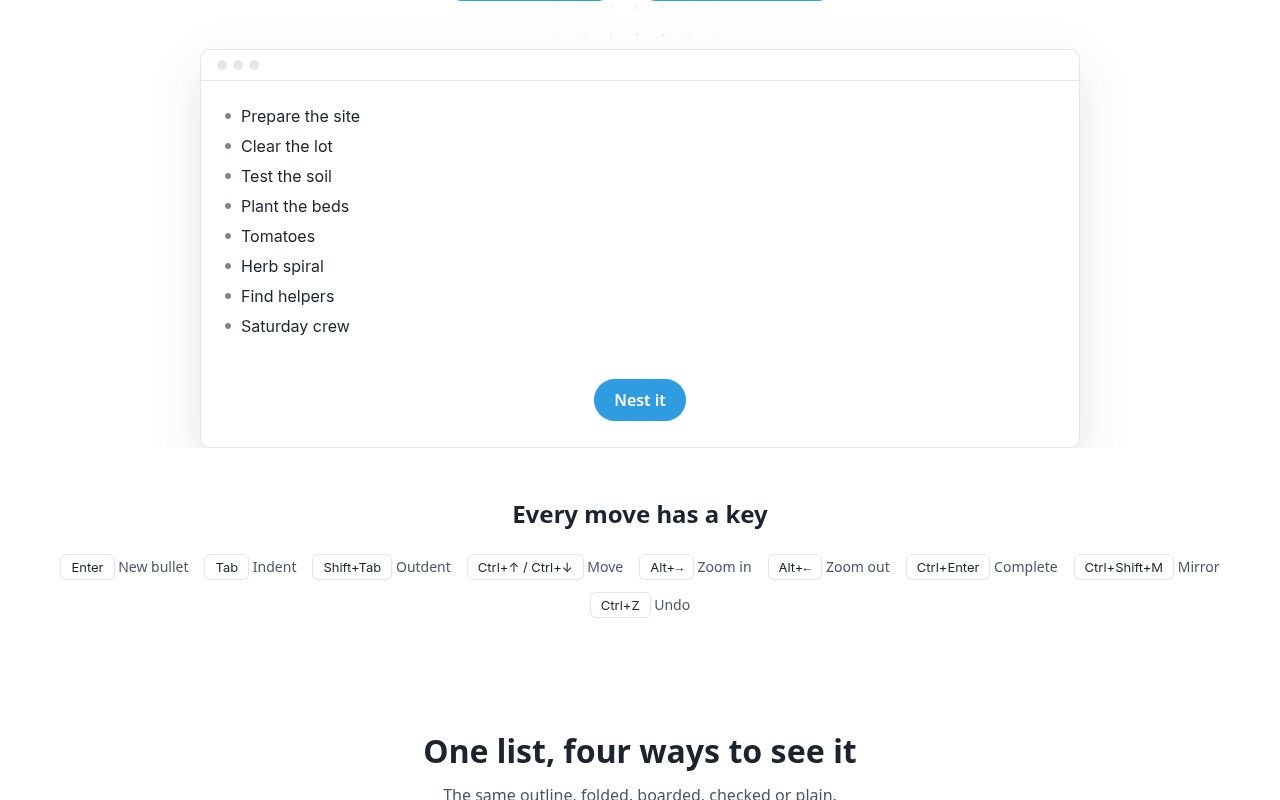 Prepare the site
Clear the lot
Test the soil
Plant the beds
Tomatoes
Herb spiral
Find helpers
Saturday crew
Nest it
Every move has a key
Enter New bullet Tab Indent Shift+Tab Outdent Ctrl+↑ / Ctrl+↓ Move Alt+→ Zoom in Alt+← Zoom out Ctrl+Enter Complete Ctrl+Shift+M Mirror
Ctrl+Z Undo
One list, four ways to see it
The same outline, folded, boarded, checked or plain.